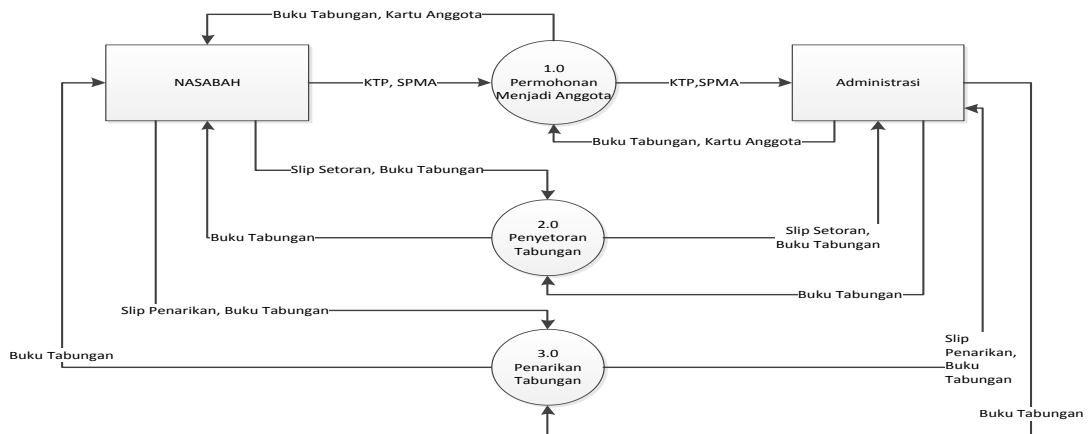 Buku Tabungan, Kartu Anggota
NASABAH
KTP, SPMA
1.0
Permohonan
Menjadi Anggota
KTP,SPMA
Administrasi
Buku Tabungan, Kartu Anggota
Slip Setoran, Buku Tabungan
2.0
Penyetoran
Tabungan
Buku Tabungan
Slip Setoran,
Buku Tabungan
Buku Tabungan
Slip Penarikan, Buku Tabungan
3.0
Penarikan
Tabungan
Buku Tabungan
Slip
Penarikan,
Buku
Tabungan
Buku Tabungan